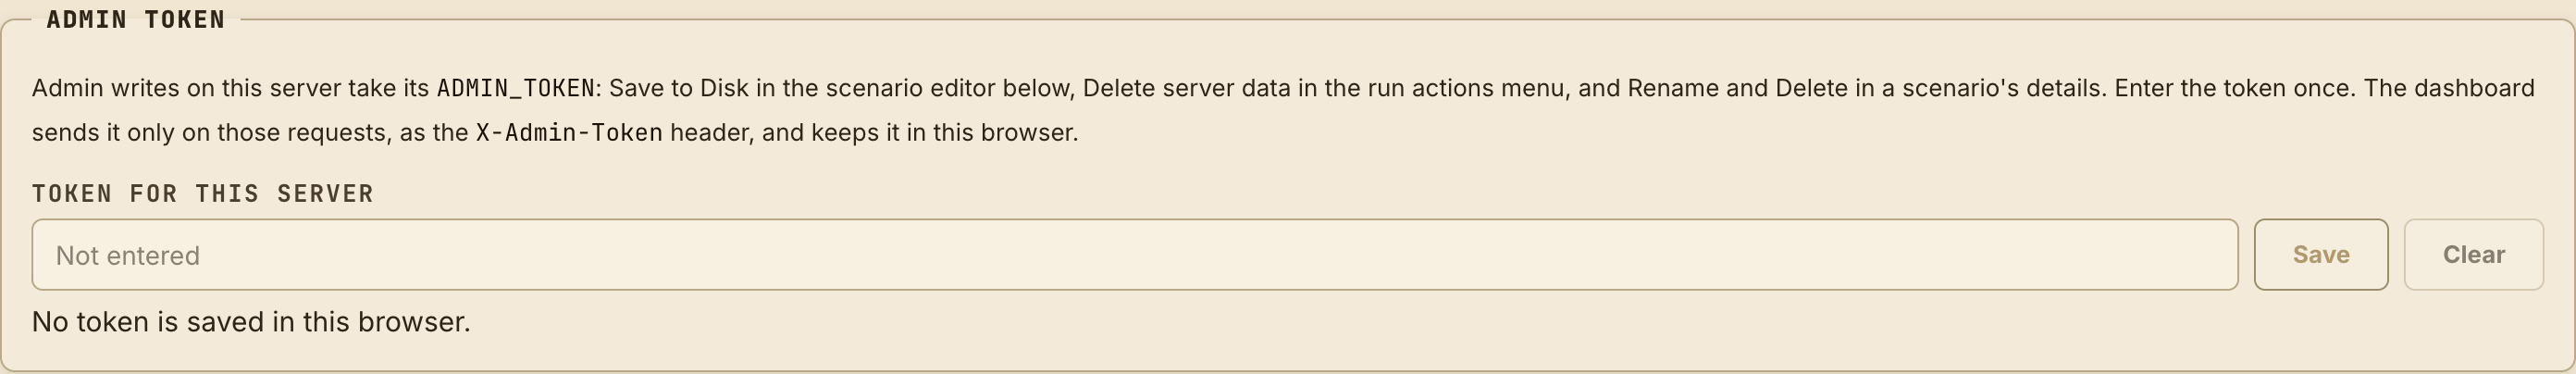 ADMIN TOKEN
Admin writes on this server take its ADMIN_TOKEN: Save to Disk in the scenario editor below, Delete server data in the run actions menu, and Rename and Delete in a scenario's details. Enter the token once. The dashboard
sends it only on those requests, as the X-Admin-Token header, and keeps it in this browser.
TOKEN FOR THIS SERVER
Not entered
Save
Clear
No token is saved in this browser.